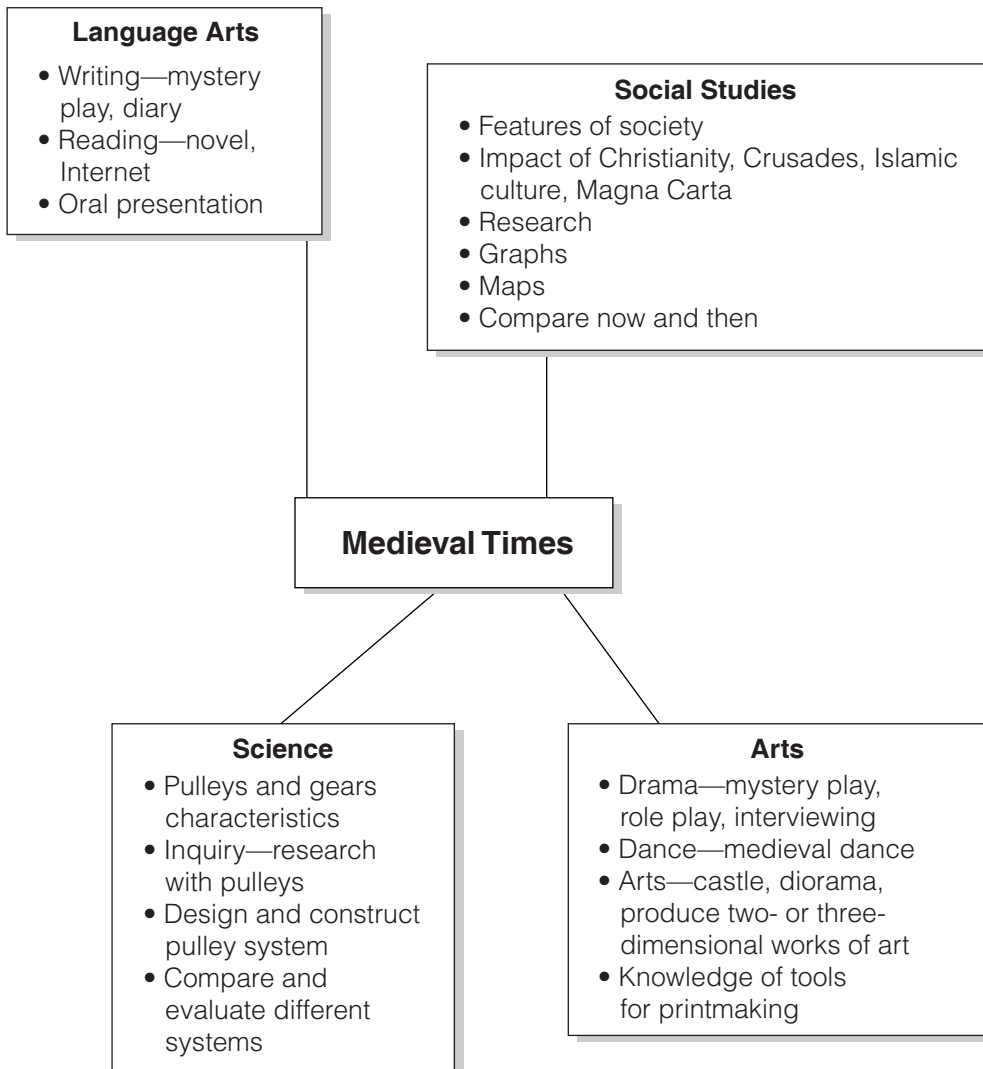 Language Arts
• Writing—mystery
play, diary
• Reading—novel,
Internet
• Oral presentation
Social Studies
• Features of society
• Impact of Christianity, Crusades, Islamic
culture, Magna Carta
• Research
• Graphs
• Maps
• Compare now and then
Medieval Times
Science
• Pulleys and gears
characteristics
• Inquiry—research
with pulleys
• Design and construct
pulley system
• Compare and
evaluate different
systems
Arts
• Drama—mystery play,
role play, interviewing
• Dance—medieval dance
• Arts—castle, diorama,
produce two- or three-
dimensional works of art
• Knowledge of tools
for printmaking